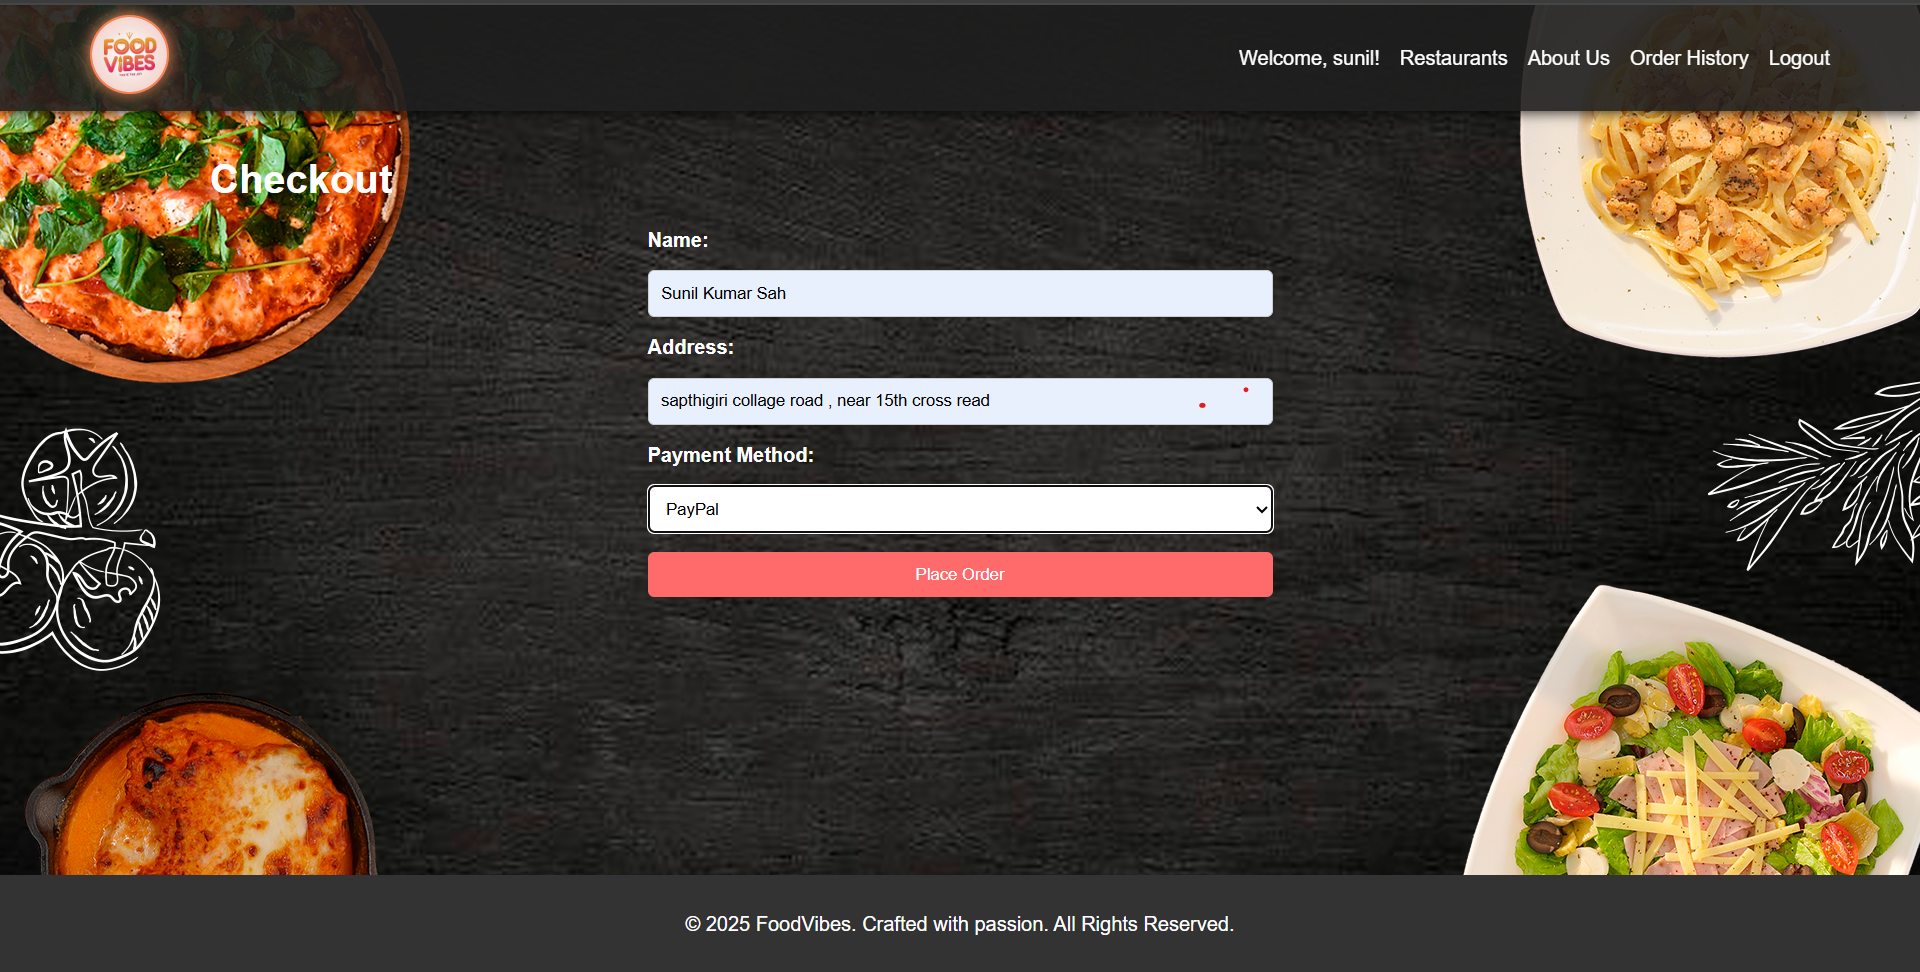 FOOD
VIBES
Welcome, sunil! Restaurants About Us Order History Logout
Checkout
Name:
Sunil Kumar Sah
Address:
sapthigiri collage road , near 15th cross read
Payment Method:
PayPal
Place Order
© 2025 FoodVibes. Crafted with passion. All Rights Reserved.